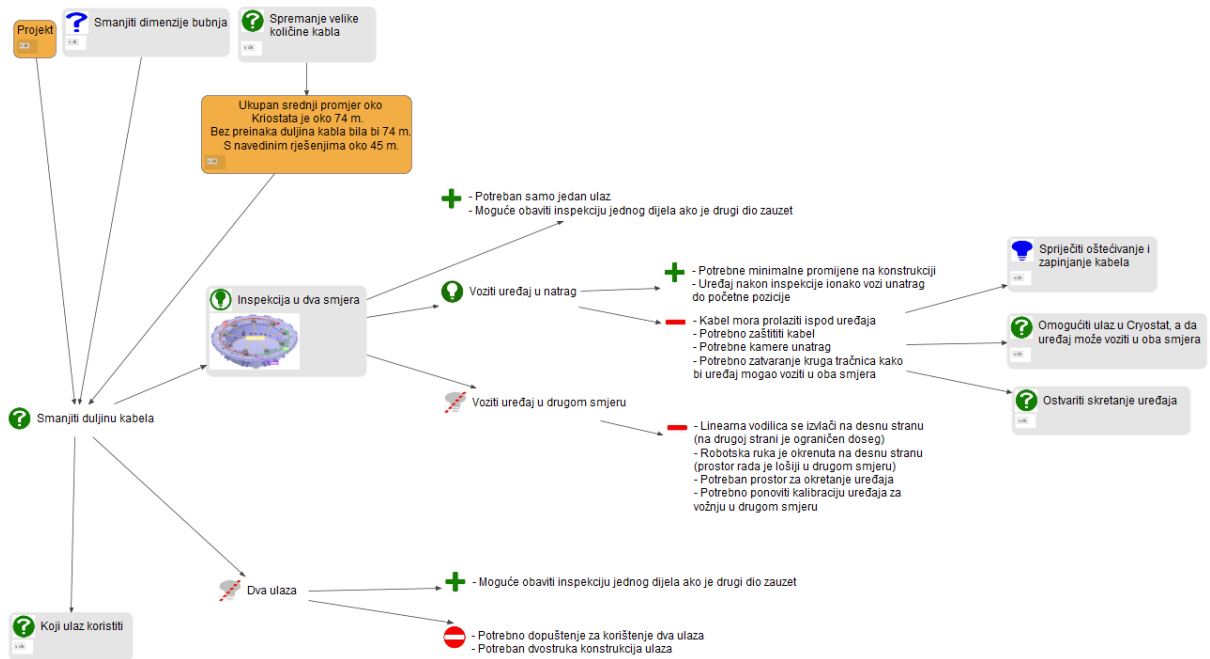 Projekt
Smanjiti dimenzije bubnja
Spremanje velike
količine kabla
Ukupan srednji promjer oko
Kriostata je oko 74 m.
Bez preinaka duljina kabla bila bi 74 m.
S navedinim rješenjima oko 45 m.
- Potreban samo jedan ulaz
- Moguće obaviti inspekciju jednog dijela ako je drugi dio zauzet
Inspekcija u dva smjera
Voziti uređaj u natrag
- Potrebne minimalne promijene na konstrukciji
- Uređaj nakon inspekcije ionako vozi unatrag
do početne pozicije
- Kabel mora prolaziti ispod uređaja
- Potrebno zaštititi kabel
- Potrebne kamere unatrag
- Potrebno zatvaranje kruga tračnica kako
bi uređaj mogao voziti u oba smjera
Spriječiti oštećivanje i
zapinjanje kabela
Omogućiti ulaz u Cryostat, a da
uređaj može voziti u oba smjera
Ostvariti skretanje uređaja
Smanjiti duljinu kabela
Voziti uređaj u drugom smjeru
- Linearna vodilica se izvlači na desnu stranu
(na drugoj strani je ograničen doseg)
- Robotska ruka je okrenuta na desnu stranu
(prostor rada je lošiji u drugom smjeru)
- Potreban prostor za okretanje uređaja
- Potrebno ponoviti kalibraciju uređaja za
vožnju u drugom smjeru
Dva ulaza
- Moguće obaviti inspekciju jednog dijela ako je drugi dio zauzet
- Potrebno dopuštenje za korištenje dva ulaza
- Potreban dvostruka konstrukcija ulaza
Koji ulaz koristiti